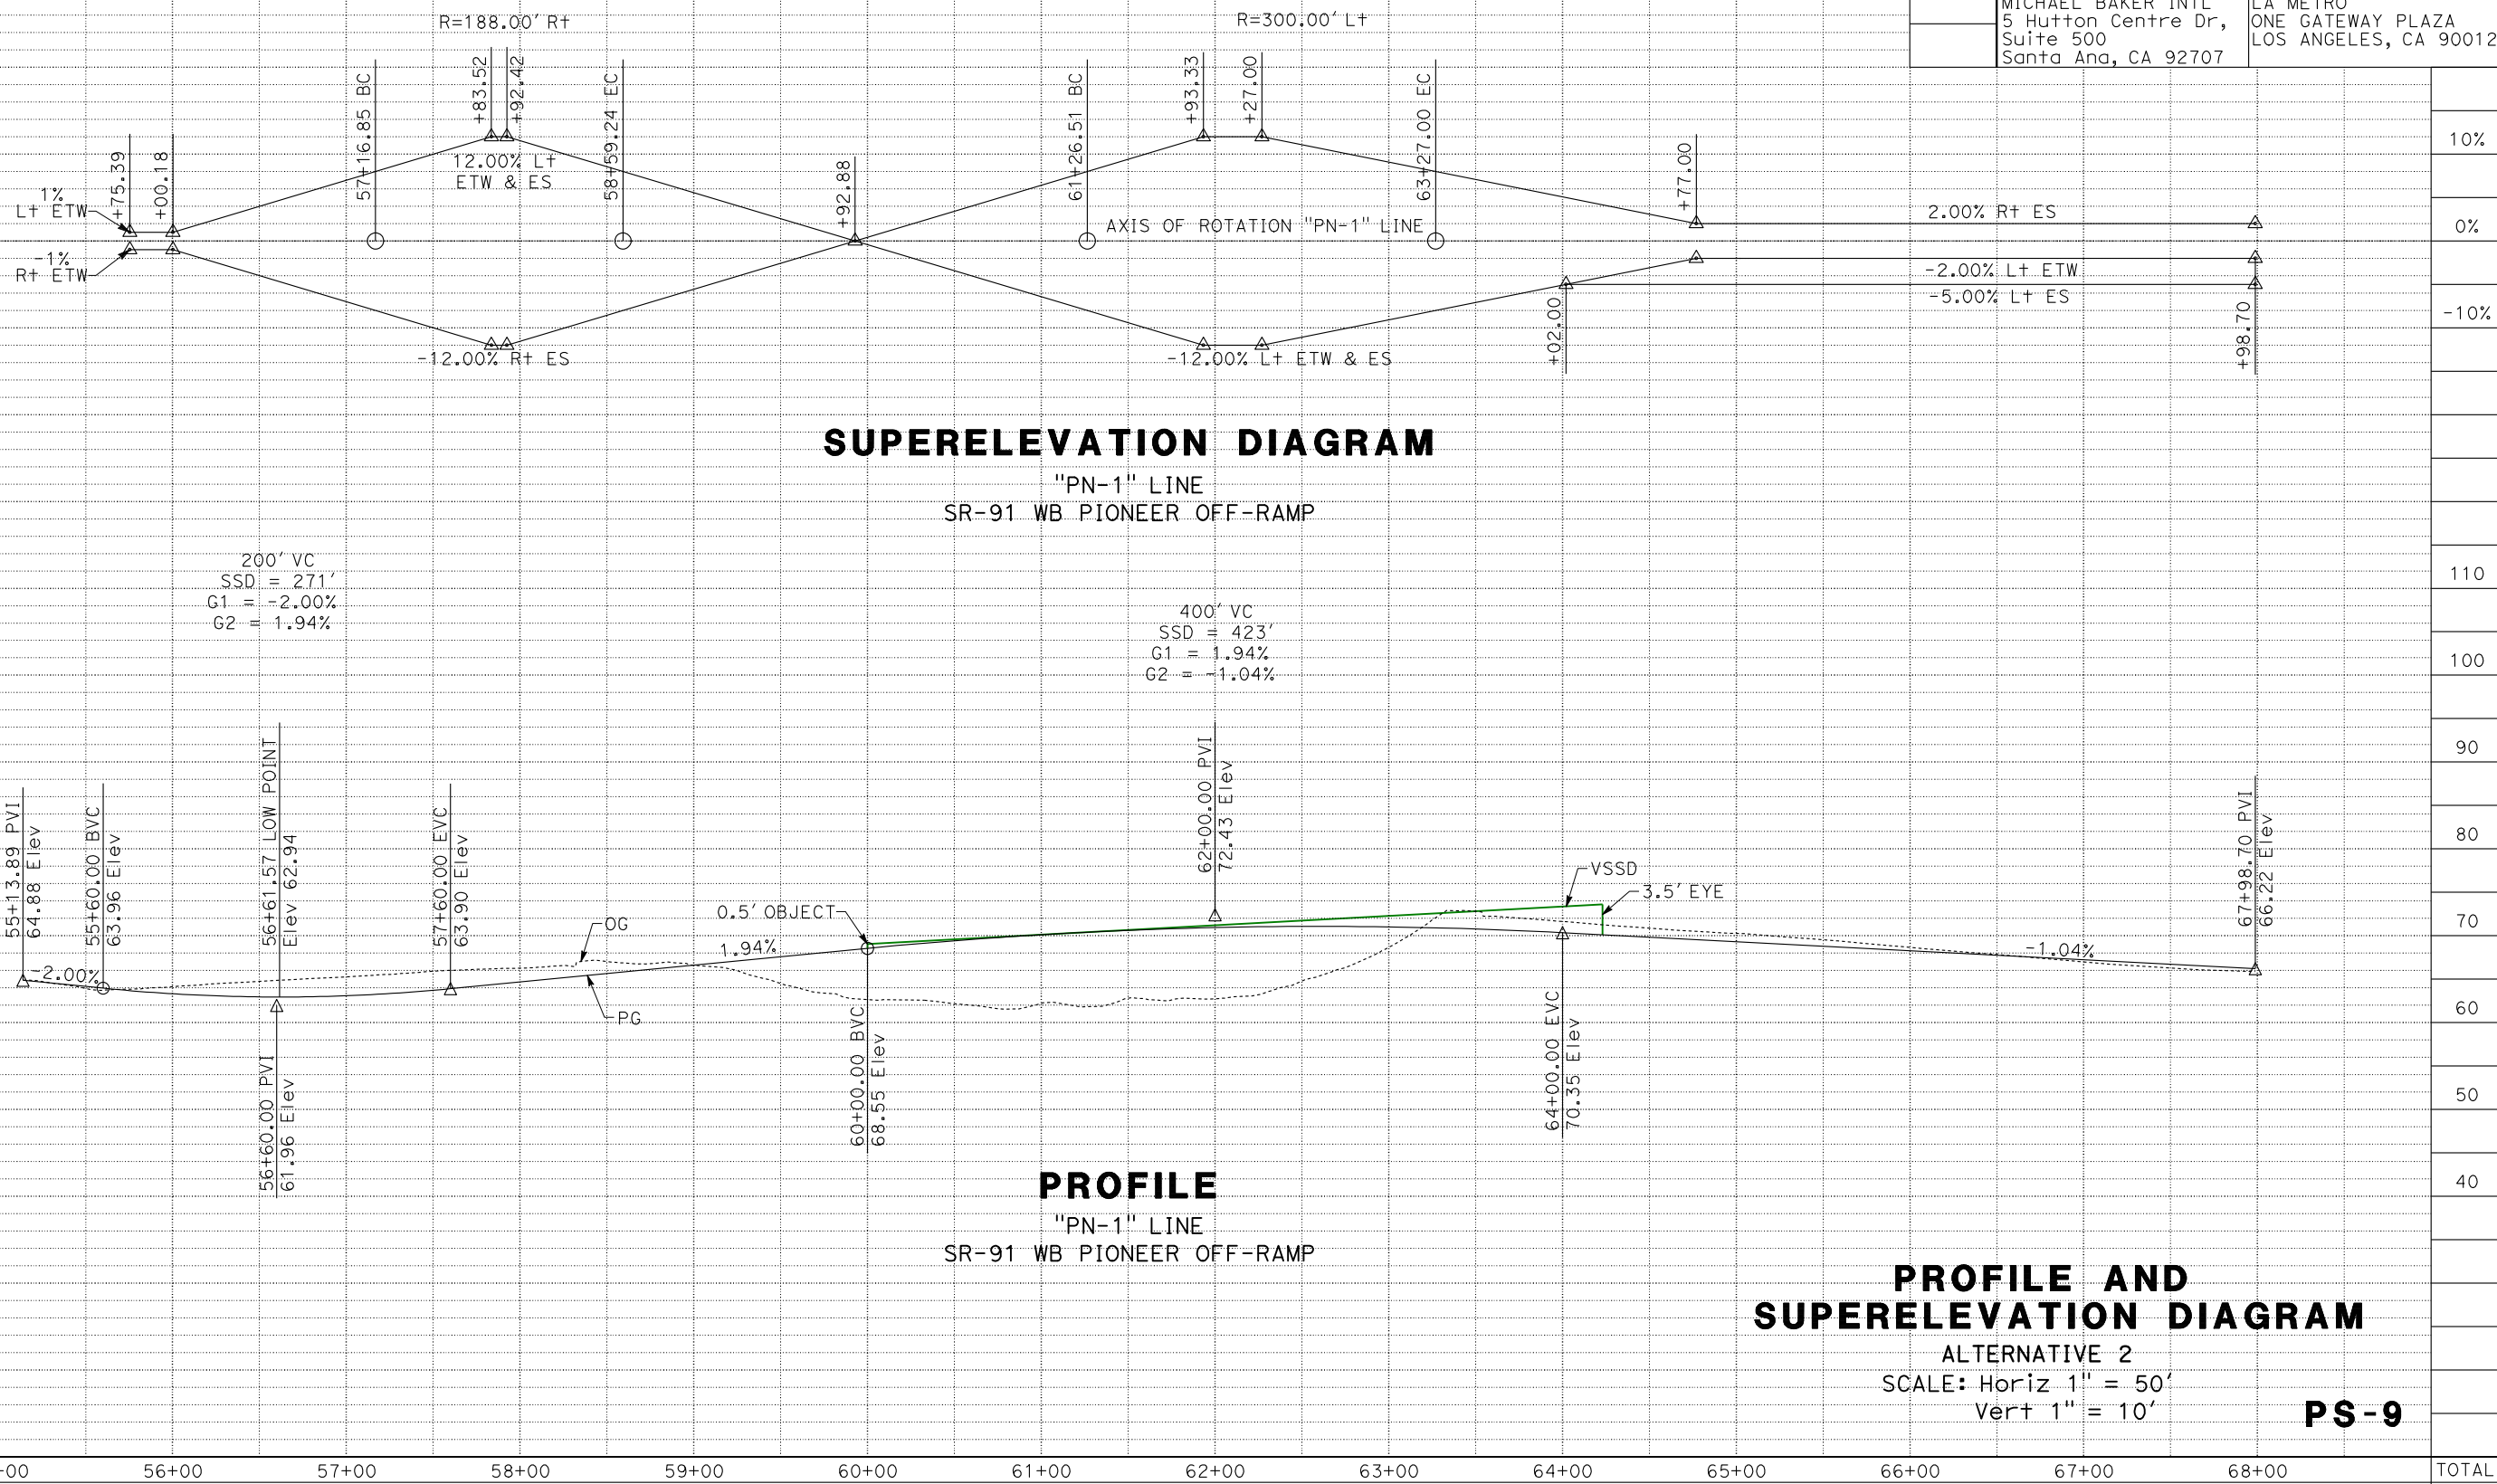 MICHAEL BAKER INTL
5 Hutton Centre Dr,
Suite 500
Santa Ana, CA 92707
LA METRO
ONE GATEWAY PLAZA
LOS ANGELES, CA 90012
R=188.00' Rt
R=300.00' Lt
1%
Lt ETW
-1%
Rt ETW
+75.39
+00.18
57+16.85 BC
+83.52
+92.42
12.00% Lt
ETW & ES
58+59.24 EC
+92.88
61+26.51 BC
+93.33
+27.00
63+27.00 EC
AXIS OF ROTATION "PN-1" LINE
+77.00
2.00% Rt ES
-2.00% Lt ETW
-5.00% Lt ES
+02.00
+98.70
-12.00% Rt ES
-12.00% Lt ETW & ES
10%
0%
-10%
SUPERELEVATION DIAGRAM
"PN-1" LINE
SR-91 WB PIONEER OFF-RAMP
200' VC
SSD = 271'
G1 = -2.00%
G2 = 1.94%
400' VC
SSD = 423'
G1 = 1.94%
G2 = -1.04%
110
100
90
80
70
60
50
40
55+13.89 PVI
64.88 Elev
55+60.00 BVC
63.96 Elev
56+61.57 LOW POINT
Elev 62.94
57+60.00 EVC
63.90 Elev
62+00.00 PVI
72.43 Elev
67+98.70 PVI
66.22 Elev
-2.00%
OG
PG
1.94%
0.5' OBJECT
VSSD
3.5' EYE
-1.04%
56+60.00 PVI
61.96 Elev
60+00.00 BVC
68.55 Elev
64+00.00 EVC
70.35 Elev
PROFILE
"PN-1" LINE
SR-91 WB PIONEER OFF-RAMP
PROFILE AND
SUPERELEVATION DIAGRAM
ALTERNATIVE 2
SCALE: Horiz 1" = 50'
Vert 1" = 10'
PS-9
-00
56+00
57+00
58+00
59+00
60+00
61+00
62+00
63+00
64+00
65+00
66+00
67+00
68+00
TOTAL